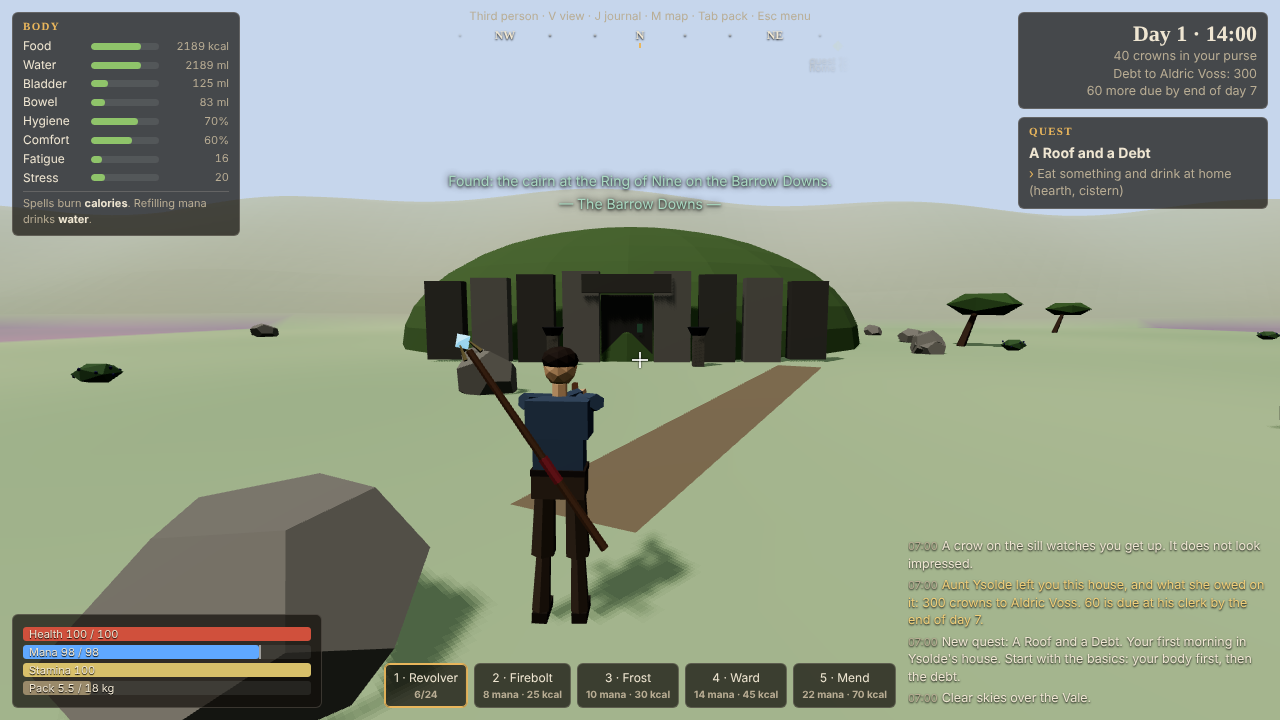 BODY
Food 2189 kcal
Water 2189 ml
Bladder 125 ml
Bowel 83 ml
Hygiene 70%
Comfort 60%
Fatigue 16
Stress 20
Spells burn calories. Refilling mana
drinks water.
Third person · V view · J journal · M map · Tab pack · Esc menu
NW N NE
Day 1 · 14:00
40 crowns in your purse
Debt to Aldric Voss: 300
60 more due by end of day 7
QUEST
A Roof and a Debt
› Eat something and drink at home
(hearth, cistern)
Found: the cairn at the Ring of Nine on the Barrow Downs.
— The Barrow Downs —
07:00 A crow on the sill watches you get up. It does not look
impressed.
07:00 Aunt Ysolde left you this house, and what she owed on
it: 300 crowns to Aldric Voss. 60 is due at his clerk by the
end of day 7.
07:00 New quest: A Roof and a Debt. Your first morning in
Ysolde's house. Start with the basics: your body first, then
the debt.
07:00 Clear skies over the Vale.
Health 100 / 100
Mana 98 / 98
Stamina 100
Pack 5.5 / 18 kg
1 · Revolver
6/24
2 · Firebolt
8 mana · 25 kcal
3 · Frost
10 mana · 30 kcal
4 · Ward
14 mana · 45 kcal
5 · Mend
22 mana · 70 kcal